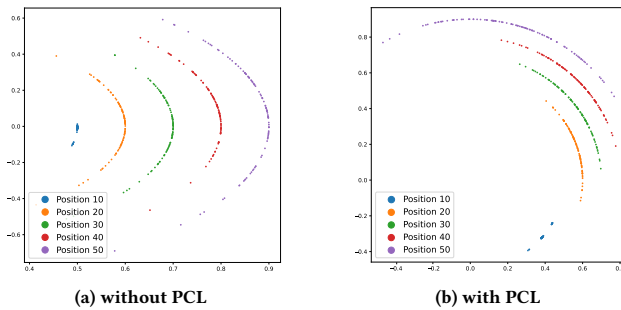 0.6
0.4
0.2
0.0
−0.2
−0.4
−0.6
Position 10
Position 20
Position 30
Position 40
Position 50
0.4 0.5 0.6 0.7 0.8 0.9
(a) without PCL
0.8
0.6
0.4
0.2
0.0
−0.2
−0.4
Position 10
Position 20
Position 30
Position 40
Position 50
−0.4 −0.2 0.0 0.2 0.4 0.6
(b) with PCL